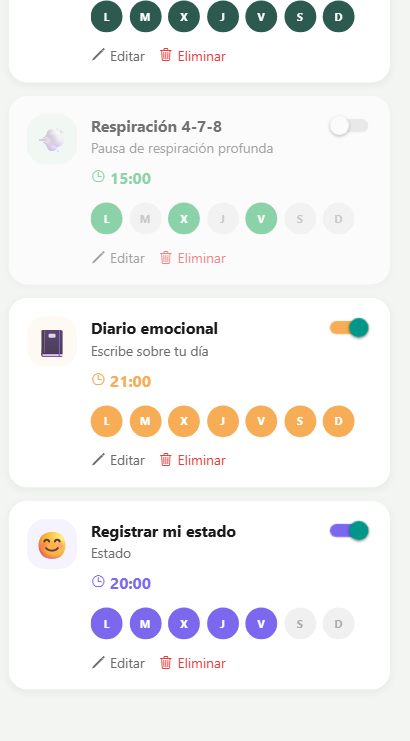 L M X J V S D
Editar Eliminar
Respiración 4-7-8
Pausa de respiración profunda
15:00
L M X J V S D
Editar Eliminar
Diario emocional
Escribe sobre tu día
21:00
L M X J V S D
Editar Eliminar
Registrar mi estado
Estado
20:00
L M X J V S D
Editar Eliminar